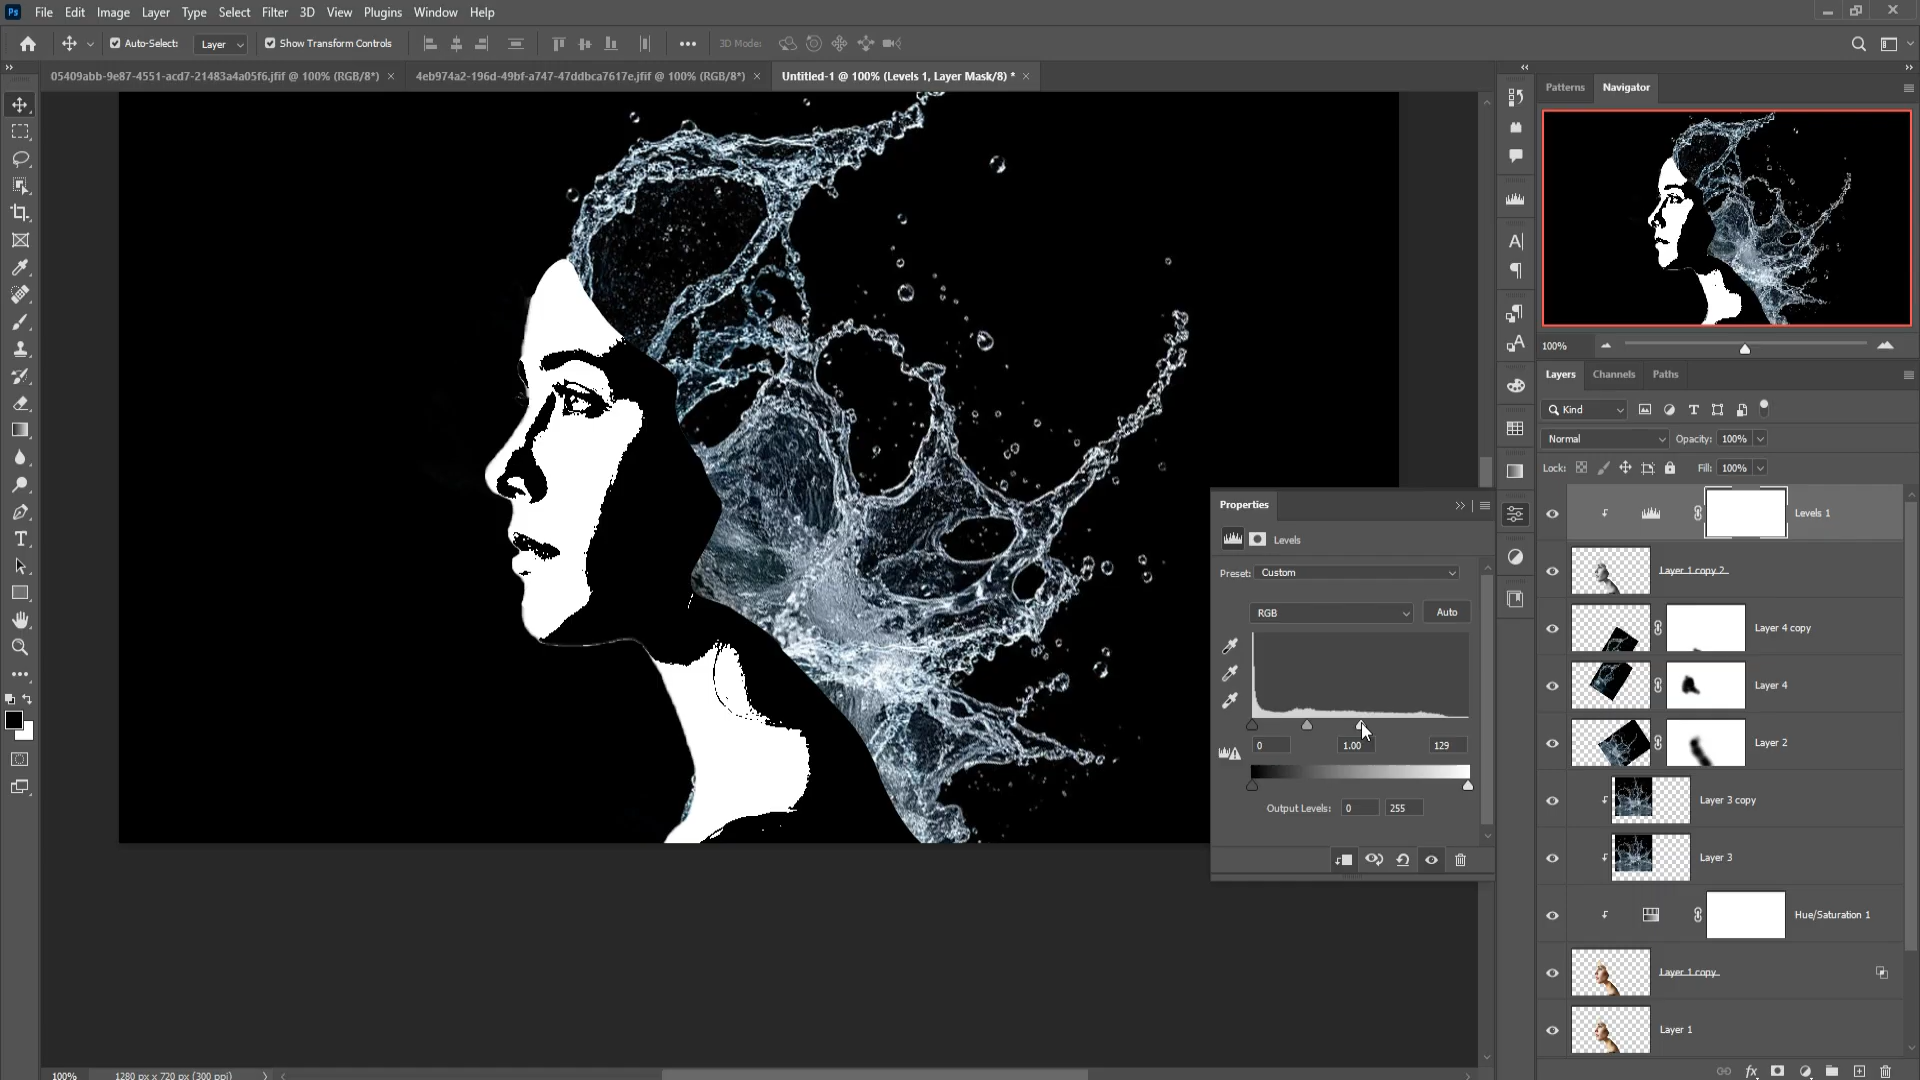 Ps File Edit Image Layer Type Select Filter 3D View Plugins Window Help
Auto-Select: Layer Show Transform Controls 3D Mode:
05409abb-9e87-4551-acd7-21483a4a05f6.jfif @ 100% (RGB/8*) × 4eb974a2-196d-49bf-a747-47ddbca7617e.jfif @ 100% (RGB/8*) × Untitled-1 @ 100% (Levels 1, Layer Mask/8) * ×
Patterns Navigator
100%
Layers Channels Paths
Kind
Normal Opacity: 100%
Lock: Fill: 100%
Levels 1
Layer 1 copy 2
Layer 4 copy
Layer 4
Layer 2
Layer 3 copy
Layer 3
Hue/Saturation 1
Layer 1 copy
Layer 1
Properties
Levels
Preset: Custom
RGB Auto
0 1.00 129
Output Levels: 0 255
100% 1280 px x 720 px (300 ppi)